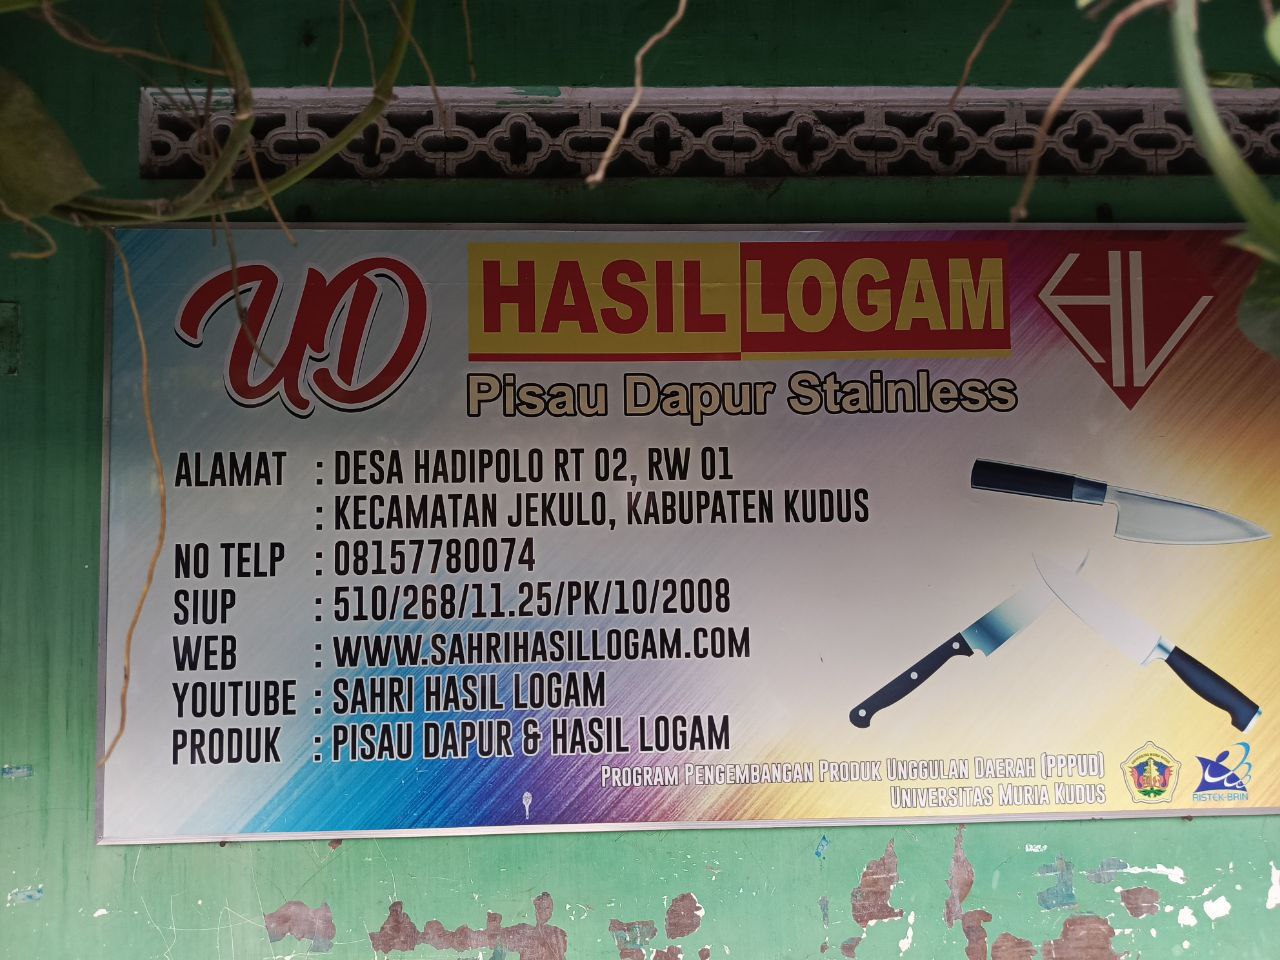 UD HASIL LOGAM HL
Pisau Dapur Stainless
ALAMAT : DESA HADIPOLO RT 02, RW 01
: KECAMATAN JEKULO, KABUPATEN KUDUS
NO TELP : 08157780074
SIUP : 510/268/11.25/PK/10/2008
WEB : WWW.SAHRIHASILLOGAM.COM
YOUTUBE : SAHRI HASIL LOGAM
PRODUK : PISAU DAPUR & HASIL LOGAM
PROGRAM PENGEMBANGAN PRODUK UNGGULAN DAERAH (PPPUD)
UNIVERSITAS MURIA KUDUS
RISTEK-BRIN